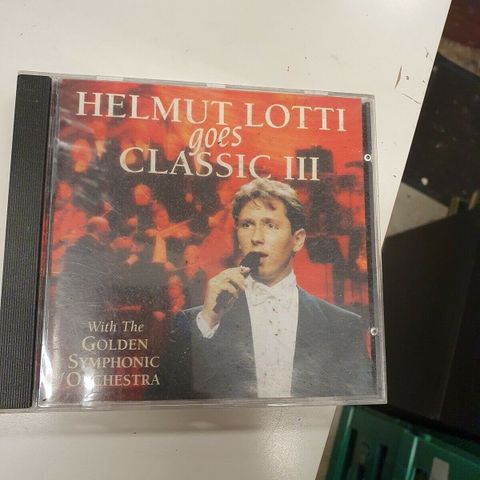 HELMUT LOTTI
goes
CLASSIC III
With The
GOLDEN
SYMPHONIC
ORCHESTRA